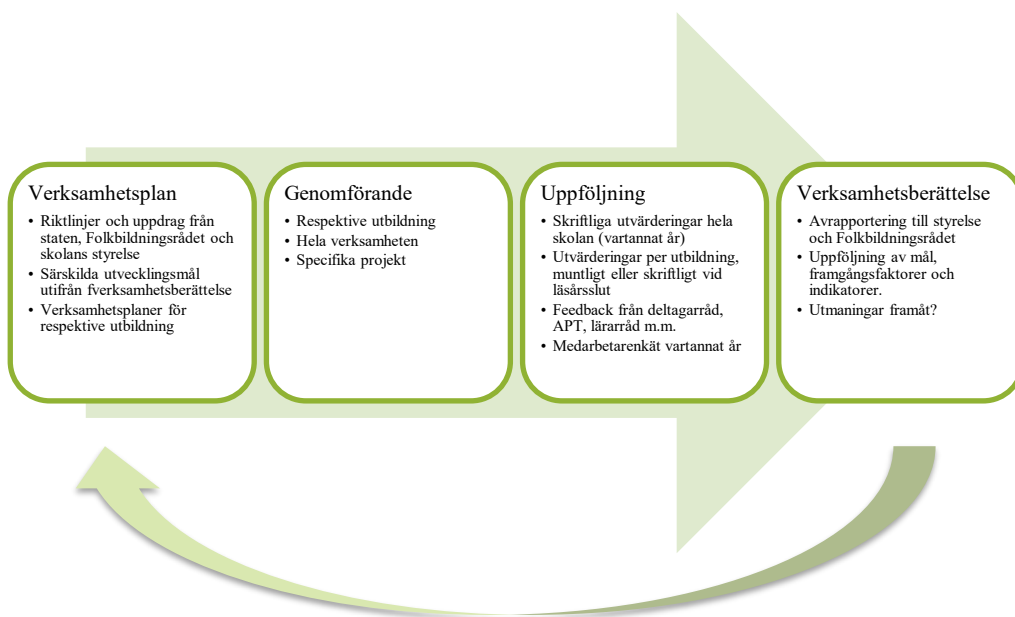 Verksamhetsplan
• Riktlinjer och uppdrag från
staten, Folkbildningsrådet och
skolans styrelse
• Särskilda utvecklingsmål
utifrån fverksamhetsberättelse
• Verksamhetsplaner för
respektive utbildning
Genomförande
• Respektive utbildning
• Hela verksamheten
• Specifika projekt
Uppföljning
• Skriftliga utvärderingar hela
skolan (vartannat år)
• Utvärderingar per utbildning,
muntligt eller skriftligt vid
läsårsslut
• Feedback från deltagarråd,
APT, lärarråd m.m.
• Medarbetarenkät vartannat år
Verksamhetsberättelse
• Avrapportering till styrelse
och Folkbildningsrådet
• Uppföljning av mål,
framgångsfaktorer och
indikatorer.
• Utmaningar framåt?